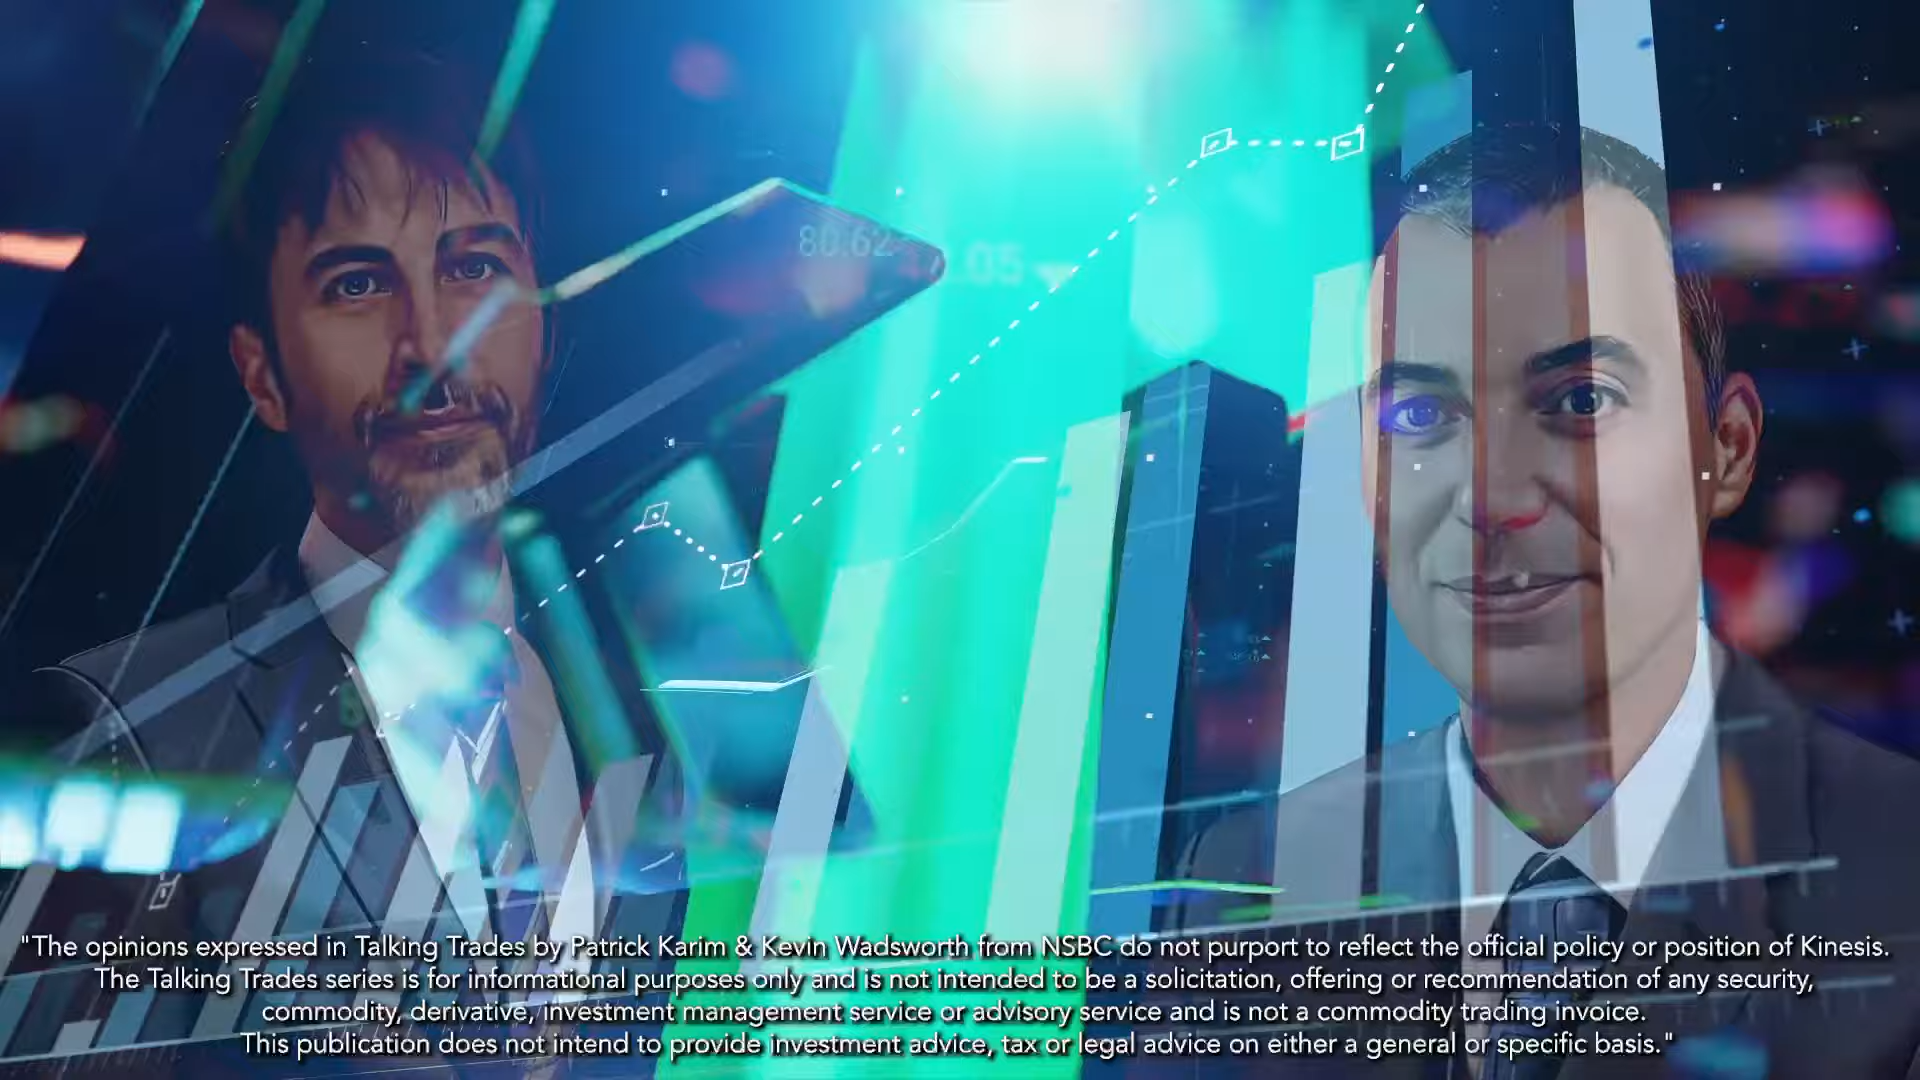 80.62
.05
"The opinions expressed in Talking Trades by Patrick Karim & Kevin Wadsworth from NSBC do not purport to reflect the official policy or position of Kinesis.
The Talking Trades series is for informational purposes only and is not intended to be a solicitation, offering or recommendation of any security,
commodity, derivative, investment management service or advisory service and is not a commodity trading invoice.
This publication does not intend to provide investment advice, tax or legal advice on either a general or specific basis."